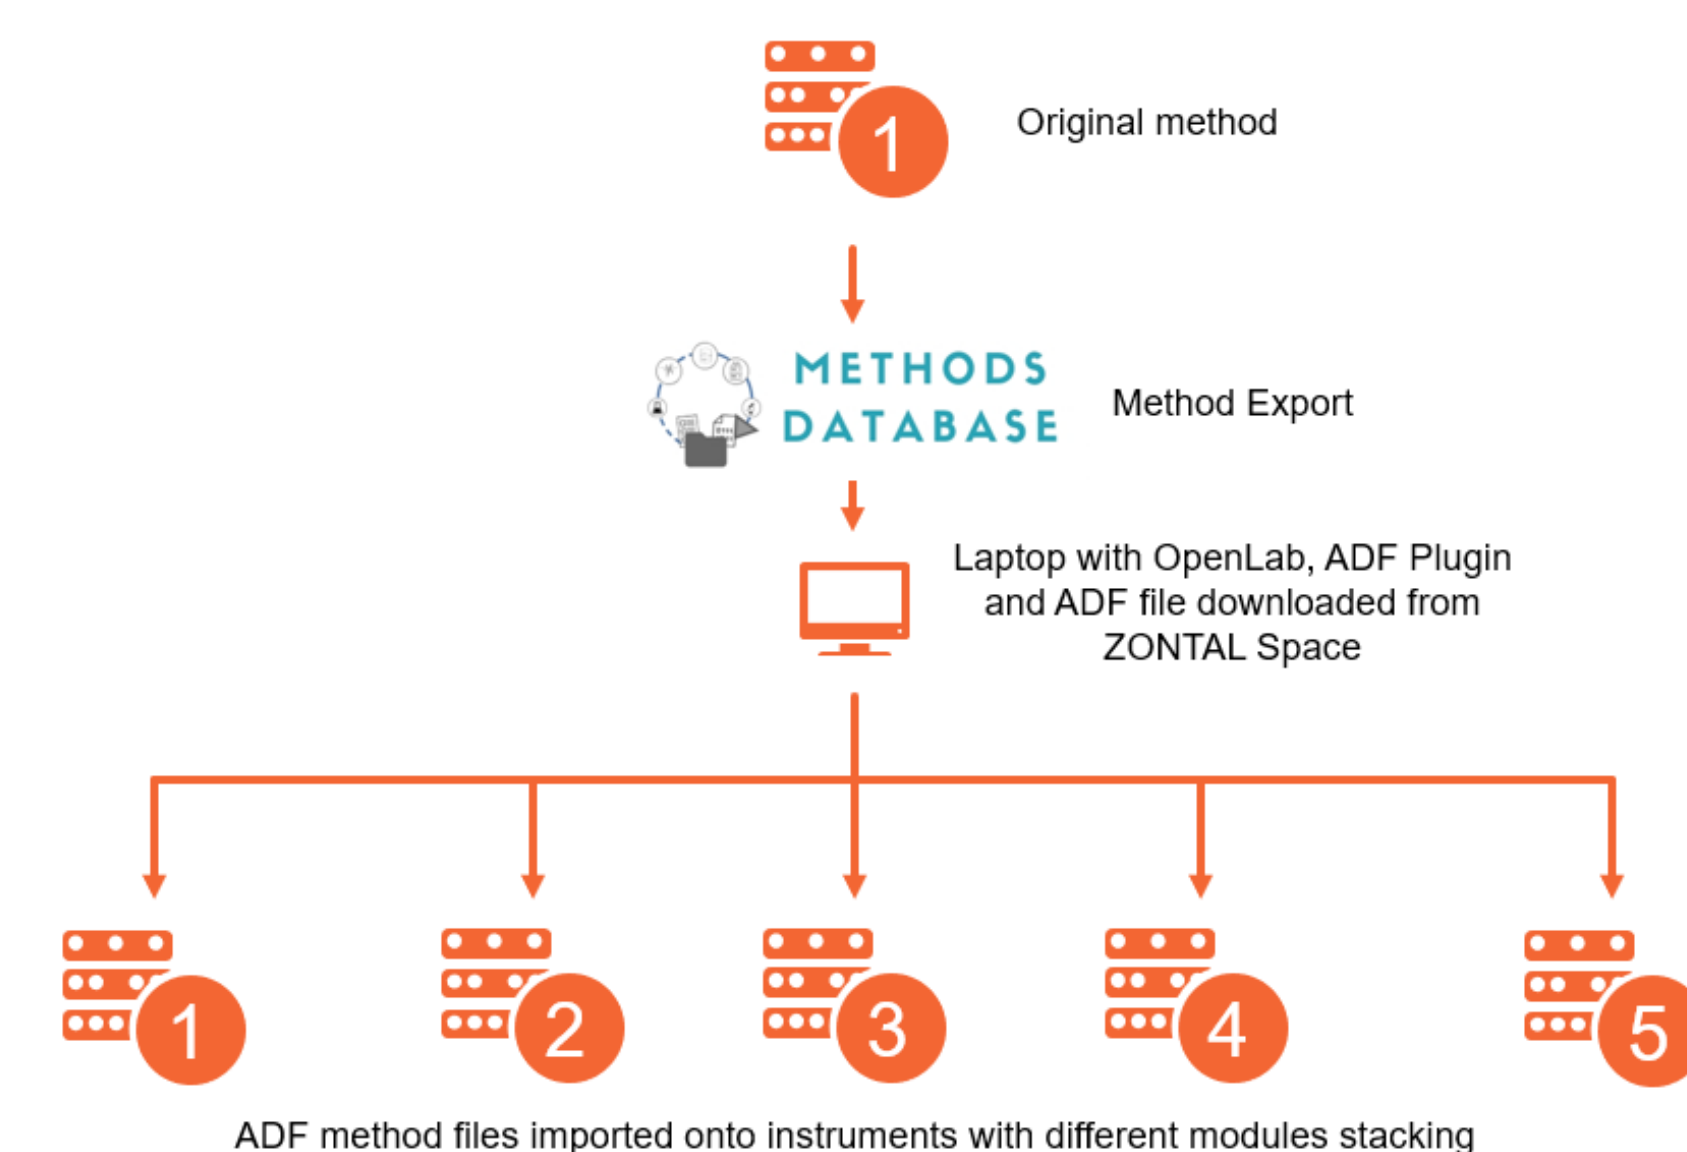 1
Original method
METHODS
DATABASE
Method Export
Laptop with OpenLab, ADF Plugin
and ADF file downloaded from
ZONTAL Space
1
2
3
4
5
ADF method files imported onto instruments with different modules stacking